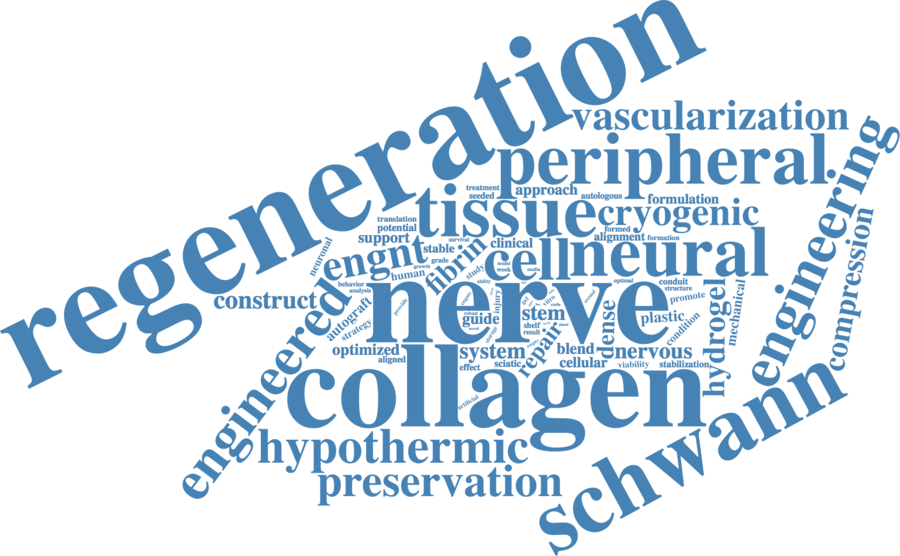 regeneration
vascularization
peripheral
treatment
seeded
approach
autologous
formulation
tissue
cryogenic
translation
potential
support
stable
survival
clinical
formed
alignment
formation
neuronal
engnt
human
growth
grade
fibrin
study
ability
cell
model
week
media
neural
engineering
compression
behavior
analysis
construct
engineered
autograft
strategy
provide
nerve
injury
guide
stem
shelf
result
vitro
optimal
conduit
structure
promote
plastic
condition
hydrogel
mechanical
dense
repair
optimized
aligned
system
effect
sciatic
blend
cellular
nervous
viability
stabilization
collagen
artificial
schwann
hypothermic
preservation